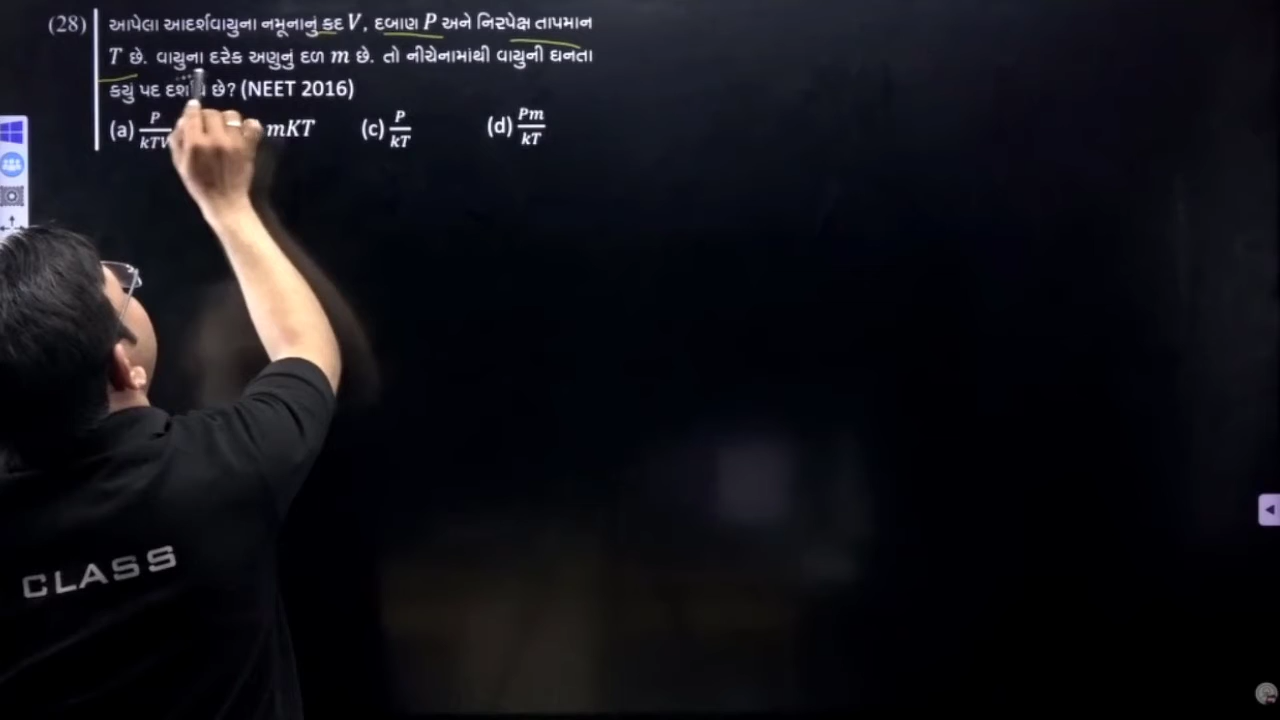 (28) આપેલા આદર્શવાયુના નમૂનાનું કદ V, દબાણ P અને નિરપેક્ષ તાપમાન
T છે. વાયુના દરેક અણુનું દળ m છે. તો નીચેનામાંથી વાયુની ઘનતા
કયું પદ છે? (NEET 2016)
(a) P/kTV mKT (c) P/kT (d) Pm/kT
CLASS